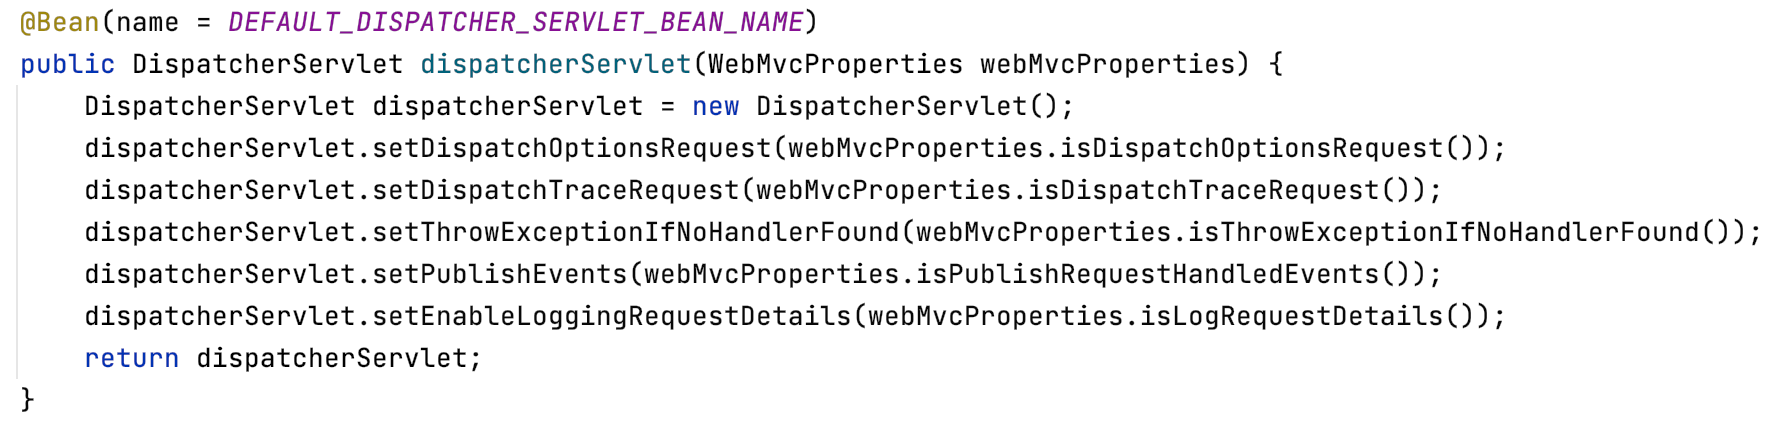 @Bean(name = DEFAULT_DISPATCHER_SERVLET_BEAN_NAME)
public DispatcherServlet dispatcherServlet(WebMvcProperties webMvcProperties) {
    DispatcherServlet dispatcherServlet = new DispatcherServlet();
    dispatcherServlet.setDispatchOptionsRequest(webMvcProperties.isDispatchOptionsRequest());
    dispatcherServlet.setDispatchTraceRequest(webMvcProperties.isDispatchTraceRequest());
    dispatcherServlet.setThrowExceptionIfNoHandlerFound(webMvcProperties.isThrowExceptionIfNoHandlerFound());
    dispatcherServlet.setPublishEvents(webMvcProperties.isPublishRequestHandledEvents());
    dispatcherServlet.setEnableLoggingRequestDetails(webMvcProperties.isLogRequestDetails());
    return dispatcherServlet;
}